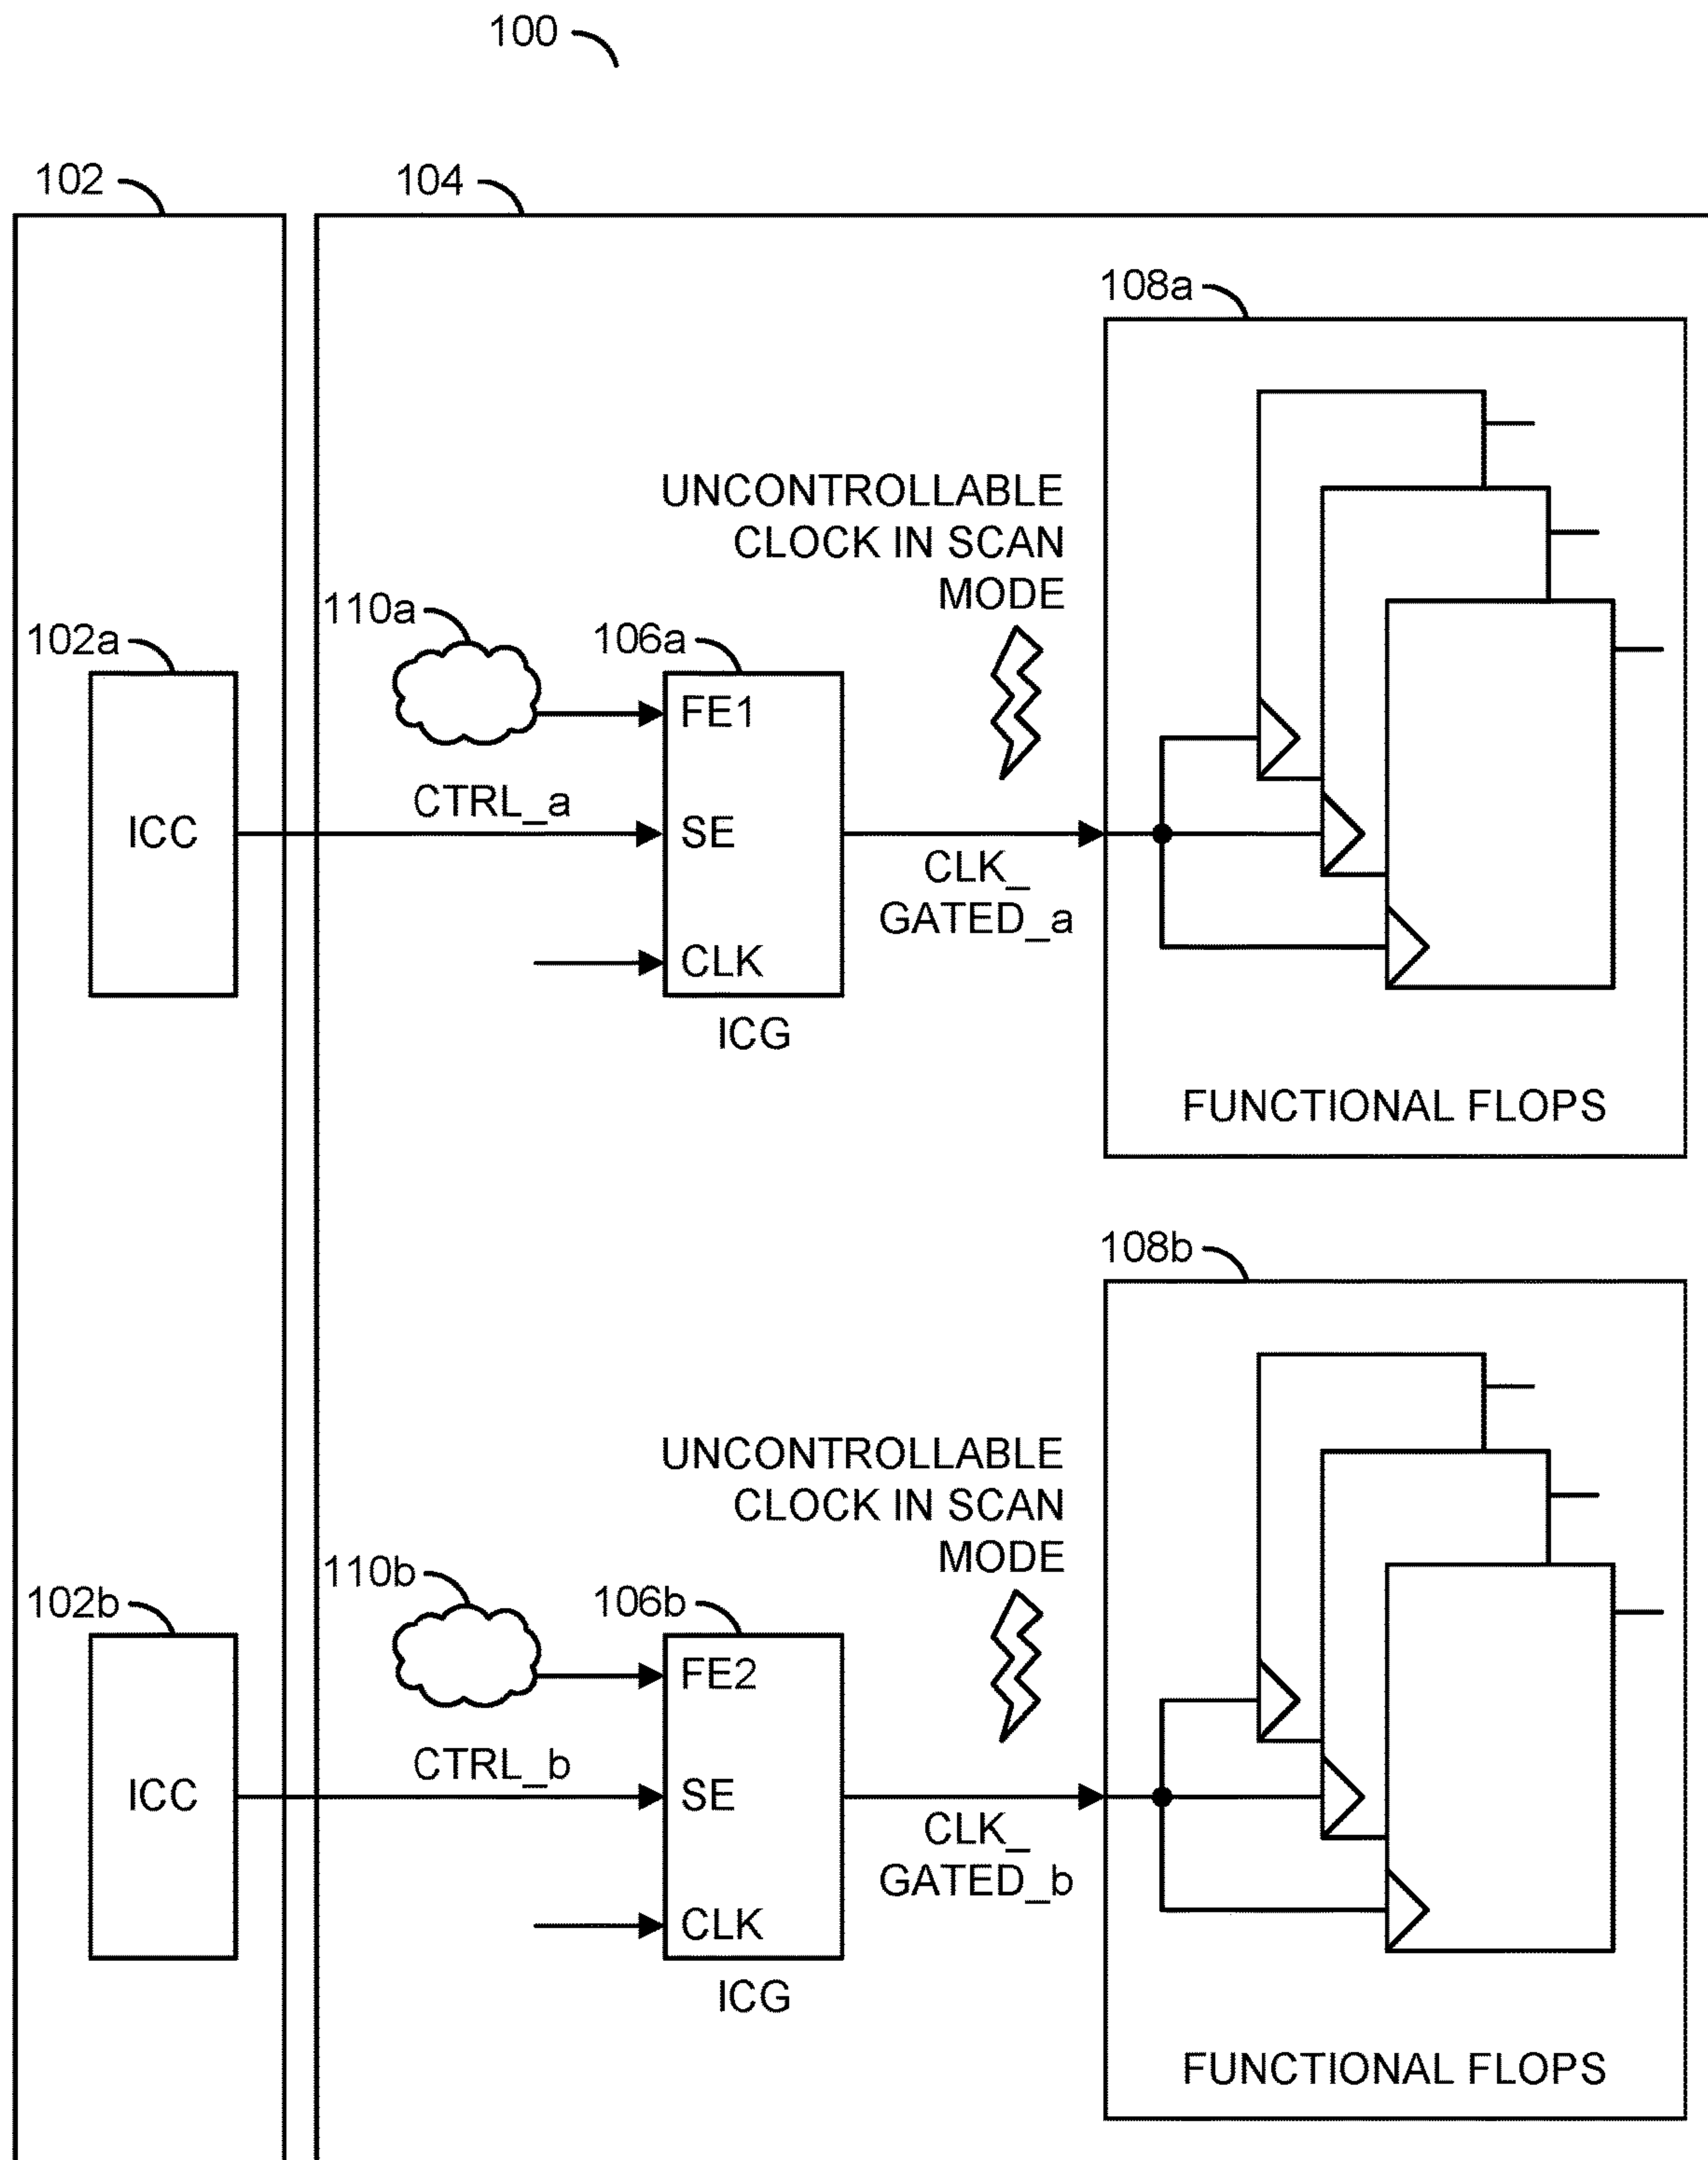 100
102
104
108a
UNCONTROLLABLE
CLOCK IN SCAN
MODE
110a
102a
106a
FE1
CTRL_a
ICC
SE
CLK_
GATED_a
CLK
ICG
FUNCTIONAL FLOPS
108b
UNCONTROLLABLE
CLOCK IN SCAN
MODE
110b
102b
106b
FE2
CTRL_b
ICC
SE
CLK_
GATED_b
CLK
ICG
FUNCTIONAL FLOPS